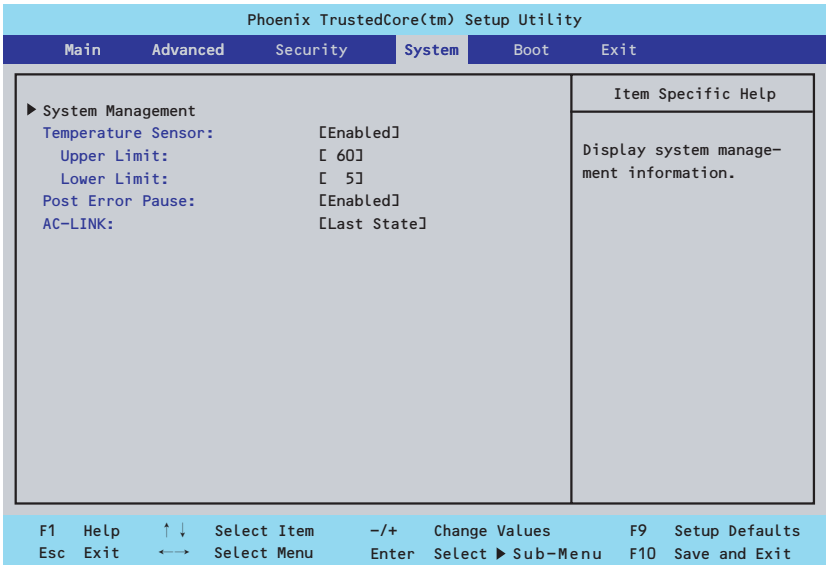 Phoenix TrustedCore(tm) Setup Utility
Main Advanced Security System Boot Exit
Item Specific Help
▶ System Management
Temperature Sensor: [Enabled]
Upper Limit: [ 60]
Lower Limit: [ 5]
Post Error Pause: [Enabled]
AC-LINK: [Last State]
Display system manage-
ment information.
F1 Help ↑↓ Select Item -/+ Change Values F9 Setup Defaults
Esc Exit ←→ Select Menu Enter Select ▶ Sub-Menu F10 Save and Exit